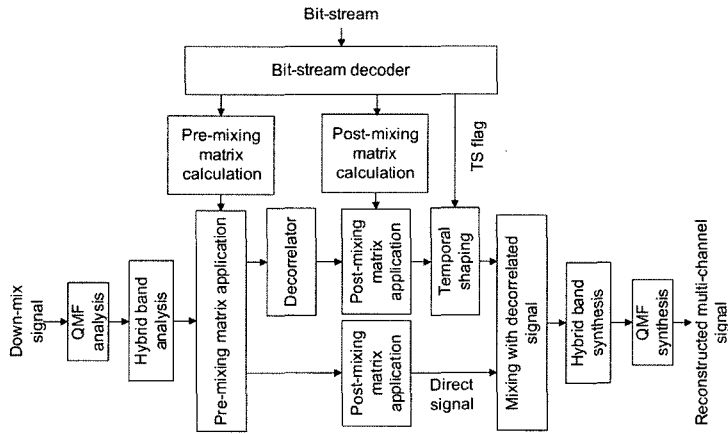 Bit-stream
Bit-stream decoder
Pre-mixing
matrix
calculation
Post-mixing
matrix
calculation
TS flag
Down-mix
signal
QMF
analysis
Hybrid band
analysis
Pre-mixing matrix application
Decorrelator
Post-mixing
matrix
application
Temporal
shaping
Post-mixing
matrix
application
Direct
signal
Mixing with decorrelated
signal
Hybrid band
synthesis
QMF
synthesis
Reconstructed multi-channel
signal